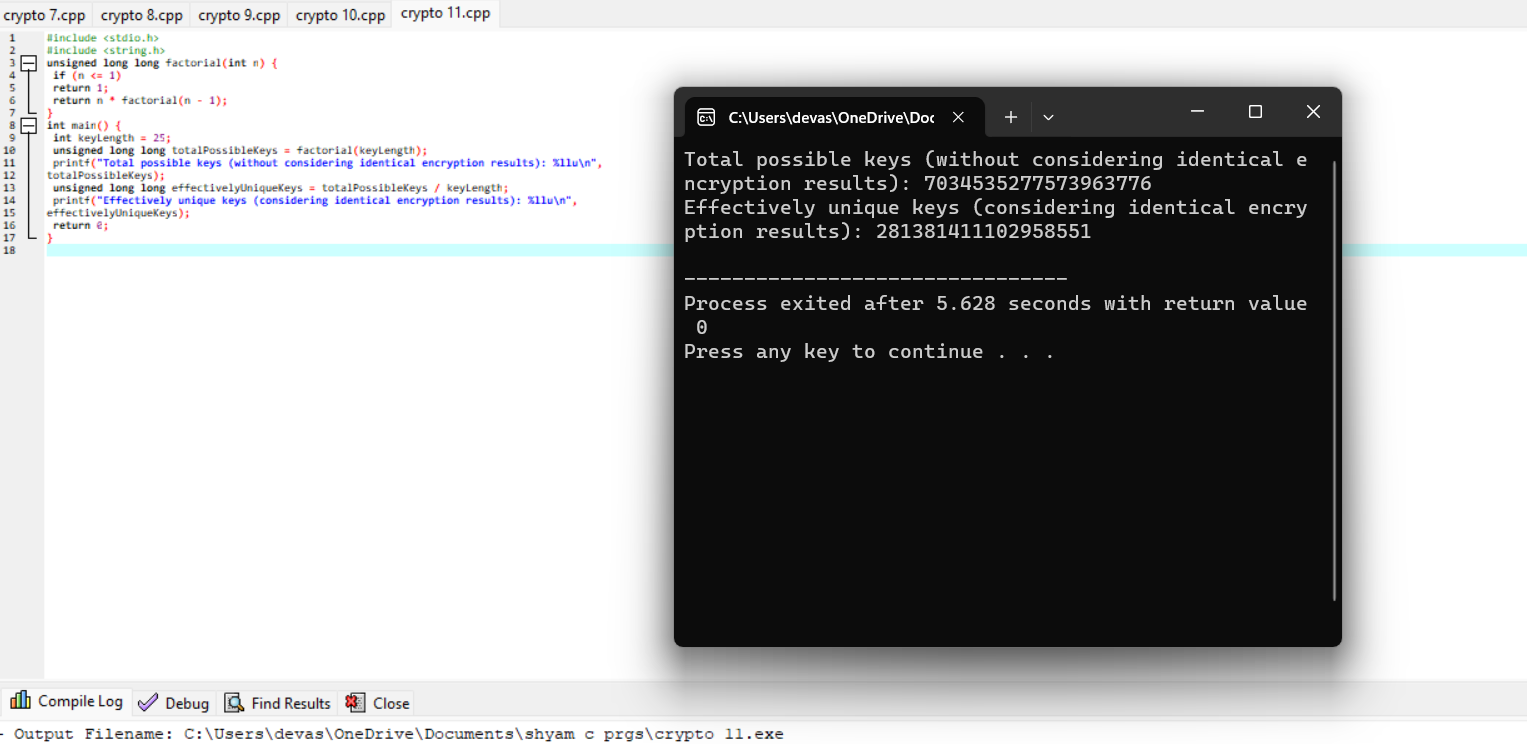 crypto 7.cpp crypto 8.cpp crypto 9.cpp crypto 10.cpp crypto 11.cpp
1 #include <stdio.h>
2 #include <string.h>
3 unsigned long long factorial(int n) {
4 if (n <= 1)
5 return 1;
6 return n * factorial(n - 1);
7 }
8 int main() {
9 int keyLength = 25;
10 unsigned long long totalPossibleKeys = factorial(keyLength);
11 printf("Total possible keys (without considering identical encryption results): %llu\n",
12 totalPossibleKeys);
13 unsigned long long effectivelyUniqueKeys = totalPossibleKeys / keyLength;
14 printf("Effectively unique keys (considering identical encryption results): %llu\n",
15 effectivelyUniqueKeys);
16 return 0;
17 }
18
C:\Users\devas\OneDrive\Doc
Total possible keys (without considering identical e
ncryption results): 7034535277573963776
Effectively unique keys (considering identical encry
ption results): 281381411102958551
--------------------------------
Process exited after 5.628 seconds with return value
0
Press any key to continue . . .
Compile Log Debug Find Results Close
- Output Filename: C:\Users\devas\OneDrive\Documents\shyam c prgs\crypto 11.exe